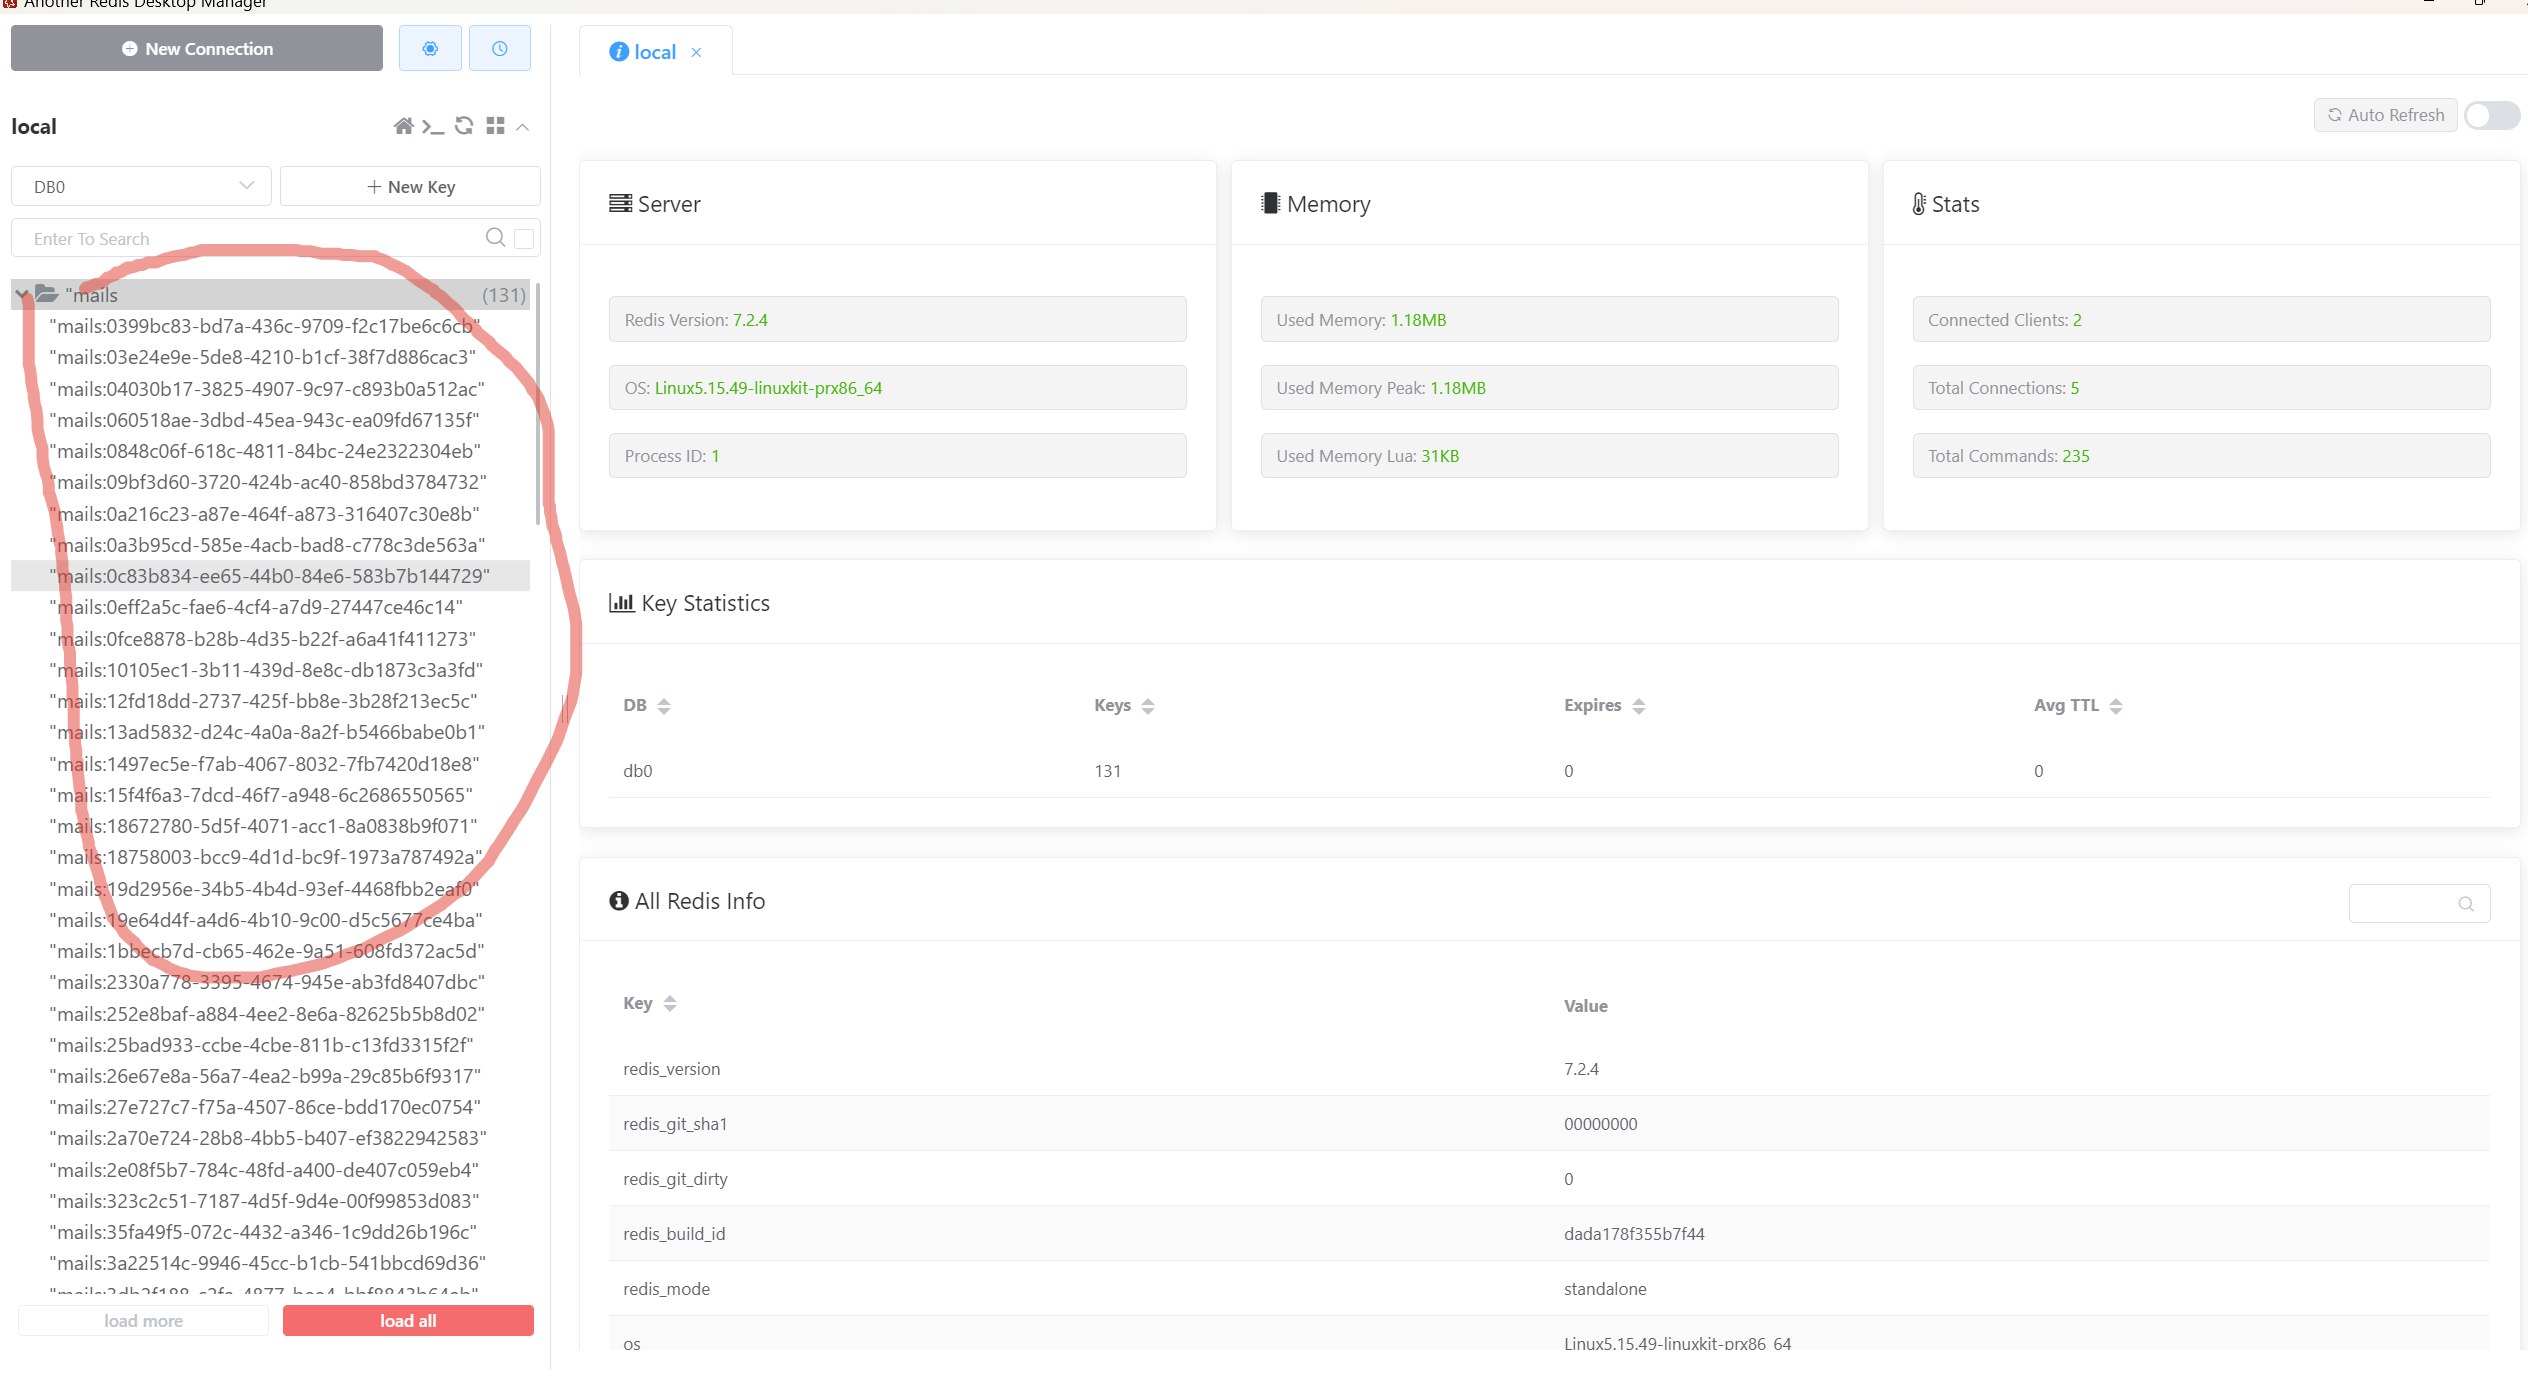 Another Redis Desktop Manager
New Connection
local
local
Auto Refresh
DB0
New Key
Enter To Search
"mails (131)
"mails:0399bc83-bd7a-436c-9709-f2c17be6c6cb"
"mails:03e24e9e-5de8-4210-b1cf-38f7d886cac3"
"mails:04030b17-3825-4907-9c97-c893b0a512ac"
"mails:060518ae-3dbd-45ea-943c-ea09fd67135f"
"mails:0848c06f-618c-4811-84bc-24e2322304eb"
"mails:09bf3d60-3720-424b-ac40-858bd3784732"
"mails:0a216c23-a87e-464f-a873-316407c30e8b"
"mails:0a3b95cd-585e-4acb-bad8-c778c3de563a"
"mails:0c83b834-ee65-44b0-84e6-583b7b144729"
"mails:0eff2a5c-fae6-4cf4-a7d9-27447ce46c14"
"mails:0fce8878-b28b-4d35-b22f-a6a41f411273"
"mails:10105ec1-3b11-439d-8e8c-db1873c3a3fd"
"mails:12fd18dd-2737-425f-bb8e-3b28f213ec5c"
"mails:13ad5832-d24c-4a0a-8a2f-b5466babe0b1"
"mails:1497ec5e-f7ab-4067-8032-7fb7420d18e8"
"mails:15f4f6a3-7dcd-46f7-a948-6c2686550565"
"mails:18672780-5d5f-4071-acc1-8a0838b9f071"
"mails:18758003-bcc9-4d1d-bc9f-1973a787492a"
"mails:19d2956e-34b5-4b4d-93ef-4468fbb2eaf0"
"mails:19e64d4f-a4d6-4b10-9c00-d5c5677ce4ba"
"mails:1bbecb7d-cb65-462e-9a51-608fd372ac5d"
"mails:2330a778-3395-4674-945e-ab3fd8407dbc"
"mails:252e8baf-a884-4ee2-8e6a-82625b5b8d02"
"mails:25bad933-ccbe-4cbe-811b-c13fd3315f2f"
"mails:26e67e8a-56a7-4ea2-b99a-29c85b6f9317"
"mails:27e727c7-f75a-4507-86ce-bdd170ec0754"
"mails:2a70e724-28b8-4bb5-b407-ef3822942583"
"mails:2e08f5b7-784c-48fd-a400-de407c059eb4"
"mails:323c2c51-7187-4d5f-9d4e-00f99853d083"
"mails:35fa49f5-072c-4432-a346-1c9dd26b196c"
"mails:3a22514c-9946-45cc-b1cb-541bbcd69d36"
load more
load all
Server
Redis Version: 7.2.4
OS: Linux5.15.49-linuxkit-prx86_64
Process ID: 1
Memory
Used Memory: 1.18MB
Used Memory Peak: 1.18MB
Used Memory Lua: 31KB
Stats
Connected Clients: 2
Total Connections: 5
Total Commands: 235
Key Statistics
DB Keys Expires Avg TTL
db0 131 0 0
All Redis Info
Key Value
redis_version 7.2.4
redis_git_sha1 00000000
redis_git_dirty 0
redis_build_id dada178f355b7f44
redis_mode standalone
os Linux5.15.49-linuxkit-prx86_64